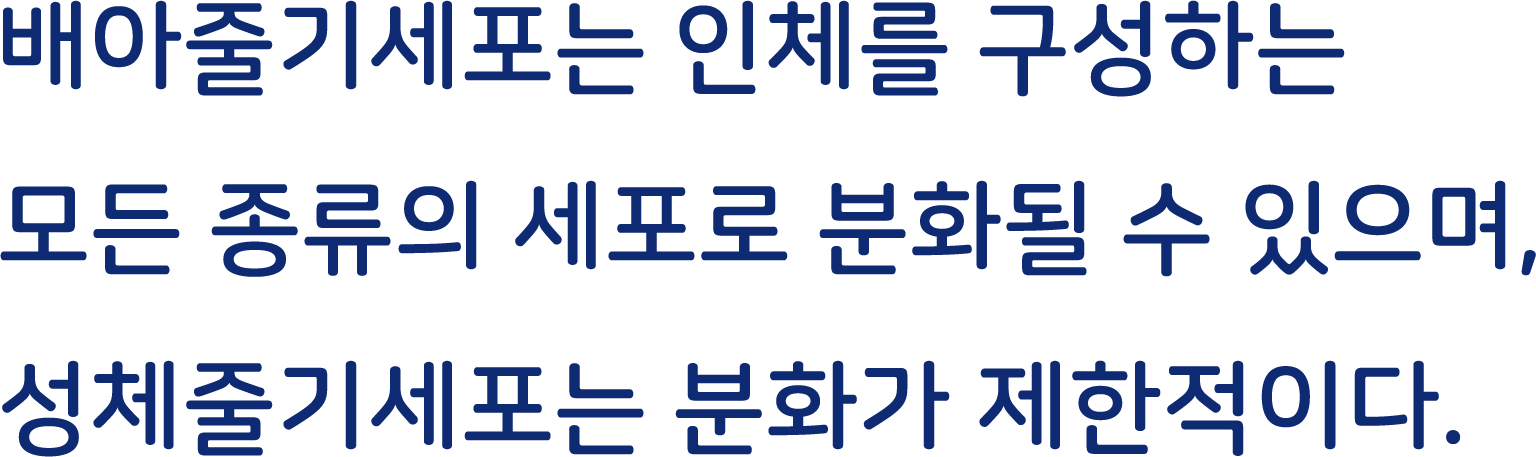 배아줄기세포는 인체를 구성하는
모든 종류의 세포로 분화될 수 있으며,
성체줄기세포는 분화가 제한적이다.